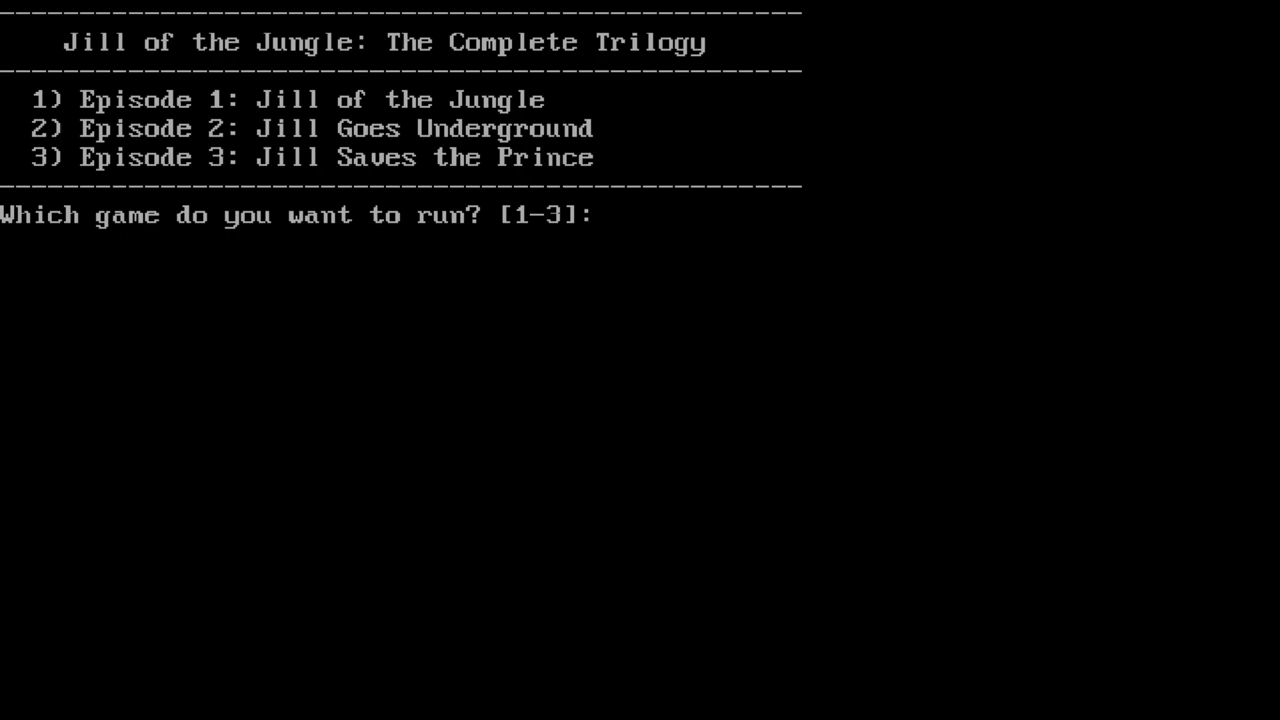 Jill of the Jungle: The Complete Trilogy
1) Episode 1: Jill of the Jungle
2) Episode 2: Jill Goes Underground
3) Episode 3: Jill Saves the Prince
Which game do you want to run? [1-3]: